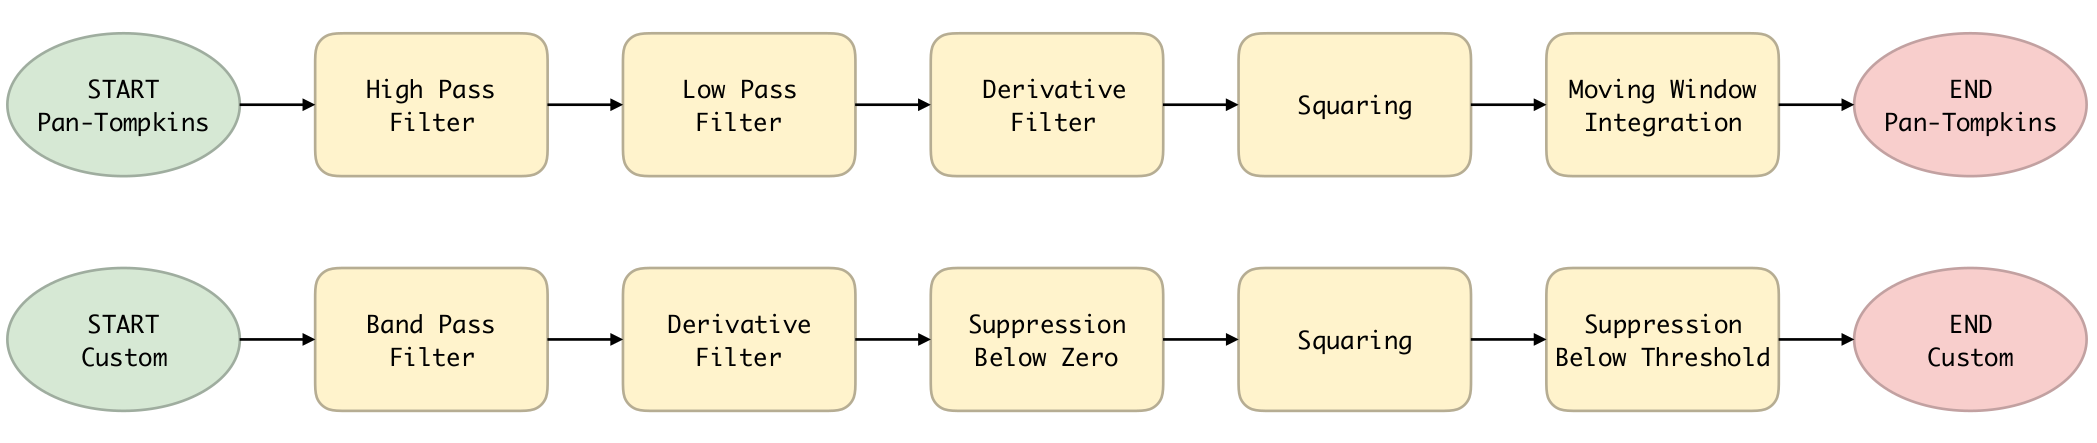 START
Pan-Tompkins
High Pass
Filter
Low Pass
Filter
Derivative
Filter
Squaring
Moving Window
Integration
END
Pan-Tompkins
START
Custom
Band Pass
Filter
Derivative
Filter
Suppression
Below Zero
Squaring
Suppression
Below Threshold
END
Custom